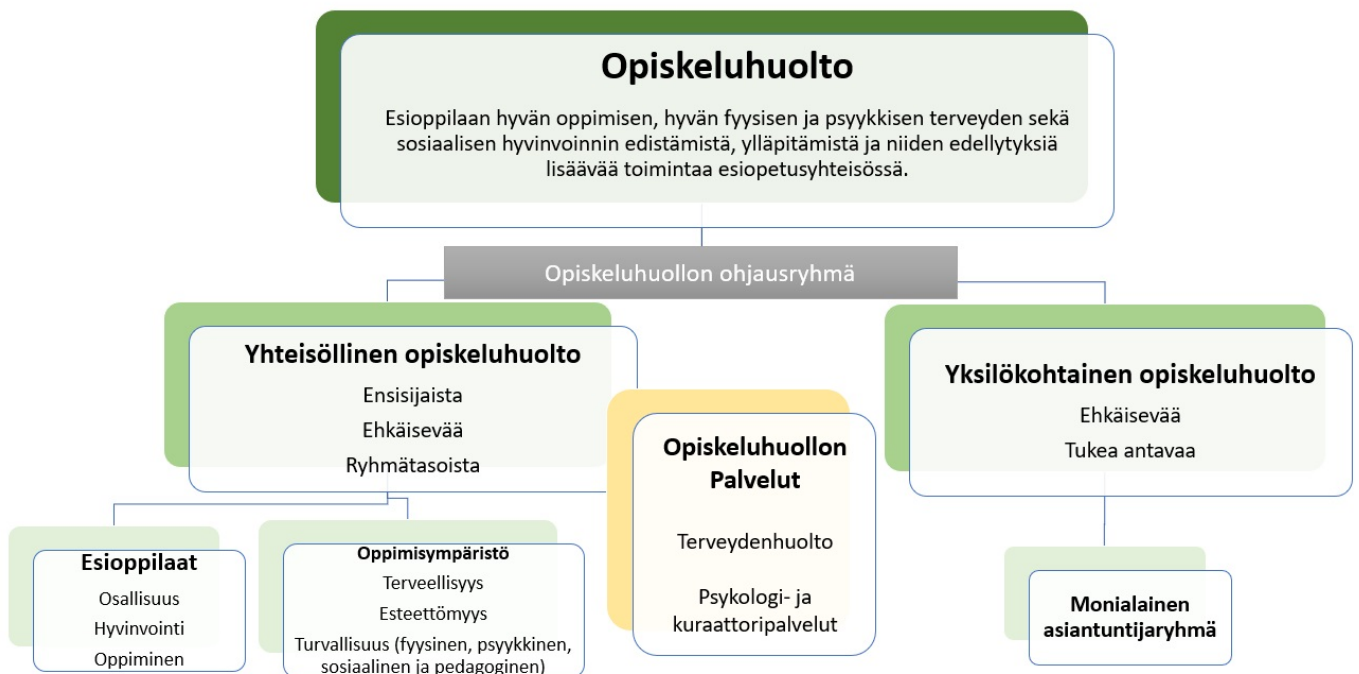 Opiskeluhuolto
Esioppilaan hyvän oppimisen, hyvän fyysisen ja psyykkisen terveyden sekä
sosiaalisen hyvinvoinnin edistämistä, ylläpitämistä ja niiden edellytyksiä
lisäävää toimintaa esiopetusyhteisössä.
Opiskeluhuollon ohjausryhmä
Yhteisöllinen opiskeluhuolto
Ensisijaista
Ehkäisevää
Ryhmätasoista
Opiskeluhuollon
Palvelut
Terveydenhuolto
Psykologi- ja
kuraattoripalvelut
Yksilökohtainen opiskeluhuolto
Ehkäisevää
Tukea antavaa
Esioppilaat
Osallisuus
Hyvinvointi
Oppiminen
Oppimisympäristö
Terveellisyys
Esteettömyys
Turvallisuus (fyysinen, psyykkinen,
sosiaalinen ja pedagoginen)
Monialainen
asiantuntijaryhmä